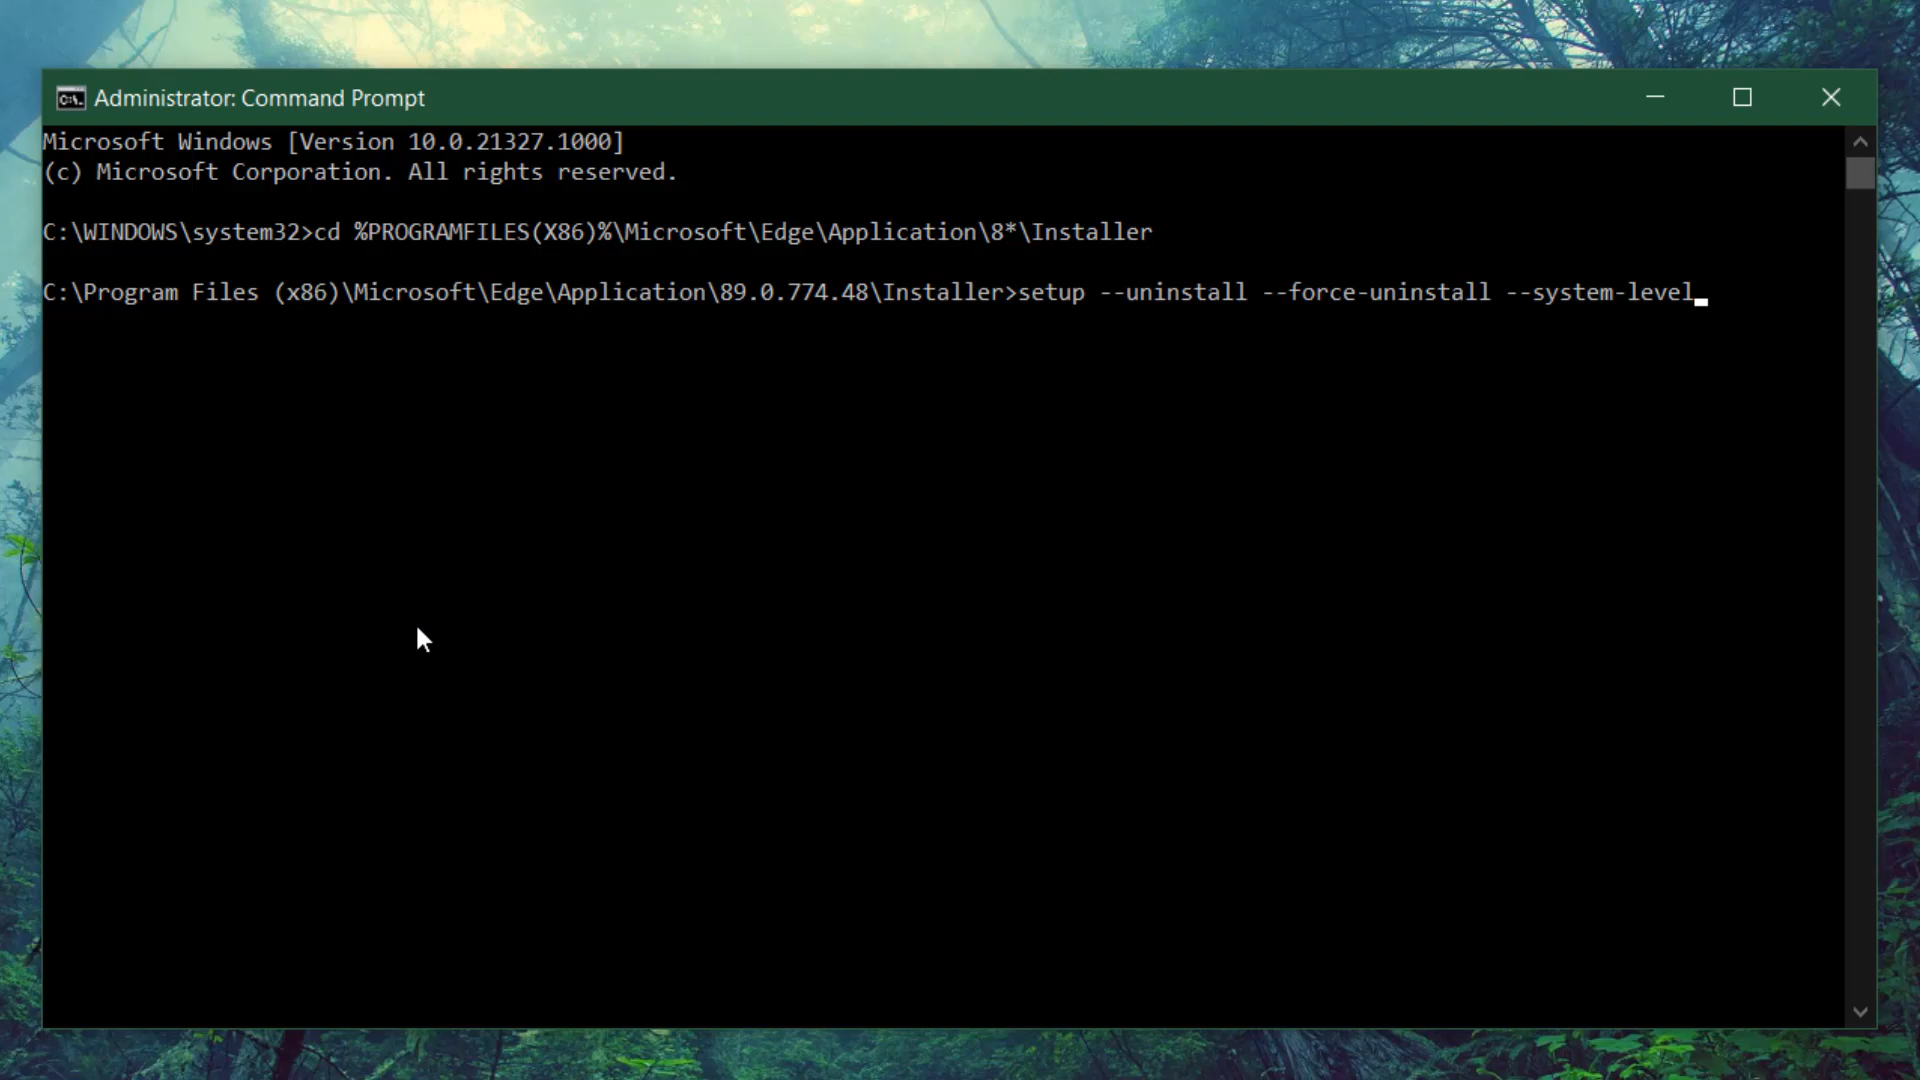 Administrator: Command Prompt
Microsoft Windows [Version 10.0.21327.1000]
(c) Microsoft Corporation. All rights reserved.
C:\WINDOWS\system32>cd %PROGRAMFILES(X86)%\Microsoft\Edge\Application\8*\Installer
C:\Program Files (x86)\Microsoft\Edge\Application\89.0.774.48\Installer>setup --uninstall --force-uninstall --system-level